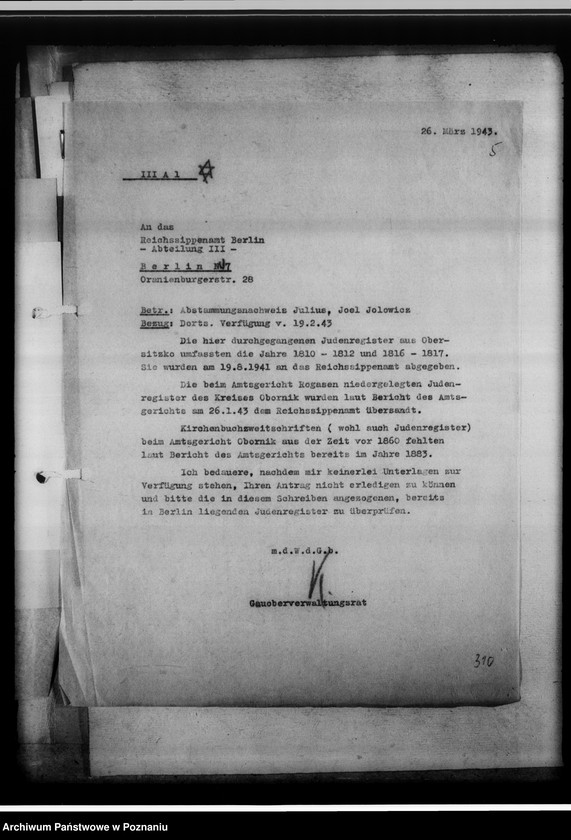 26. März 1943.
5
III A 1
An das
Reichssippenamt Berlin
- Abteilung III -
B e r l i n
Oranienburgerstr. 28
Betr.: Abstammungsnachweis Julius, Joel Jolowicz
Bezug: Dorts. Verfügung v. 19.2.43
Die hier durchgegangenen Judenregister aus Ober-
sitzko umfassten die Jahre 1810 - 1812 und 1816 - 1817.
Sie wurden am 19.8.1941 an das Reichssippenamt abgegeben.
Die beim Amtsgericht Rogasen niedergelegten Juden-
register des Kreises Obornik wurden laut Bericht des Amts-
gerichts am 26.1.43 dem Reichssippenamt übersandt.
Kirchenbuchzweitschriften ( wohl auch Judenregister)
beim Amtsgericht Obornik aus der Zeit vor 1860 fehlten
laut Bericht des Amtsgerichts bereits im Jahre 1883.
Ich bedauere, nachdem mir keinerlei Unterlagen zur
Verfügung stehen, Ihren Antrag nicht erledigen zu können
und bitte die in diesem Schreiben angezogenen, bereits
in Berlin liegenden Judenregister zu überprüfen.
m.d.W.d.G.b.
Gauoberverwaltungsrat
310
Archiwum Państwowe w Poznaniu